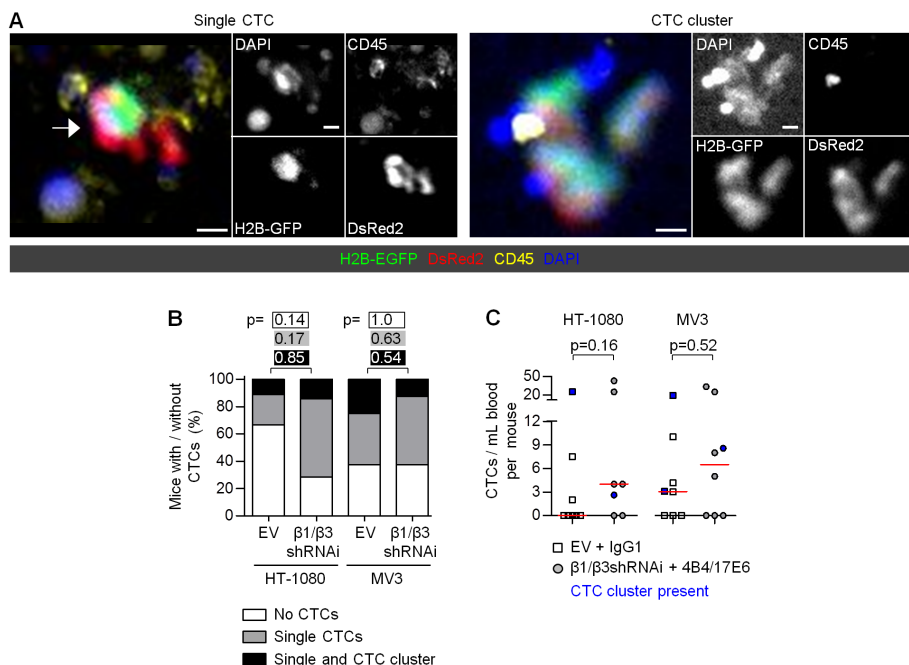 A
Single CTC
CTC cluster
DAPI
CD45
H2B-GFP
DsRed2
DAPI
CD45
H2B-GFP
DsRed2
H2B-EGFP DsRed2 CD45 DAPI
B
p= 0.14
0.17
0.85
p= 1.0
0.63
0.54
Mice with / without
CTCs (%)
100
80
60
40
20
0
EV
β1/β3
shRNAi
EV
β1/β3
shRNAi
HT-1080
MV3
No CTCs
Single CTCs
Single and CTC cluster
C
HT-1080
MV3
p=0.16
p=0.52
CTCs / mL blood
per mouse
50
20
12
9
6
3
0
EV + IgG1
β1/β3shRNAi + 4B4/17E6
CTC cluster present